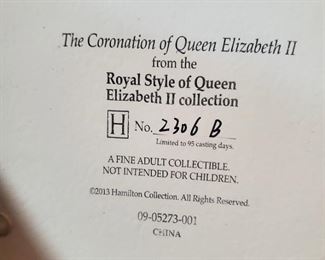 The Coronation of Queen Elizabeth II
from the
Royal Style of Queen
Elizabeth II collection
H No. 2306 B
Limited to 95 casting days.
A FINE ADULT COLLECTIBLE.
NOT INTENDED FOR CHILDREN.
©2013 Hamilton Collection. All Rights Reserved.
09-05273-001
CHINA